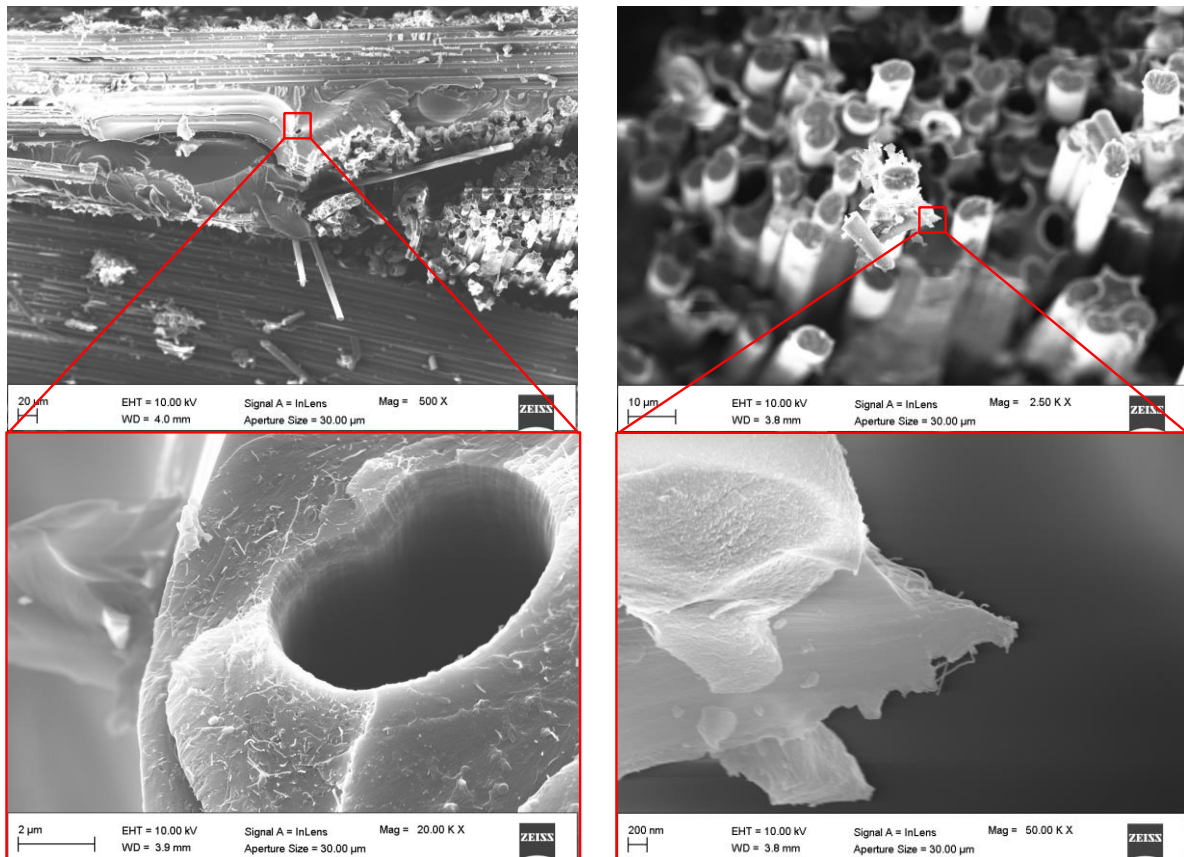 20 µm
EHT = 10.00 kV
Signal A = InLens
Mag = 500 X
WD = 4.0 mm
Aperture Size = 30.00 µm
ZEISS
10 µm
EHT = 10.00 kV
Signal A = InLens
Mag = 2.50 K X
WD = 3.8 mm
Aperture Size = 30.00 µm
ZEISS
2 µm
EHT = 10.00 kV
Signal A = InLens
Mag = 20.00 K X
WD = 3.9 mm
Aperture Size = 30.00 µm
ZEISS
200 nm
EHT = 10.00 kV
Signal A = InLens
Mag = 50.00 K X
WD = 3.8 mm
Aperture Size = 30.00 µm
ZEISS